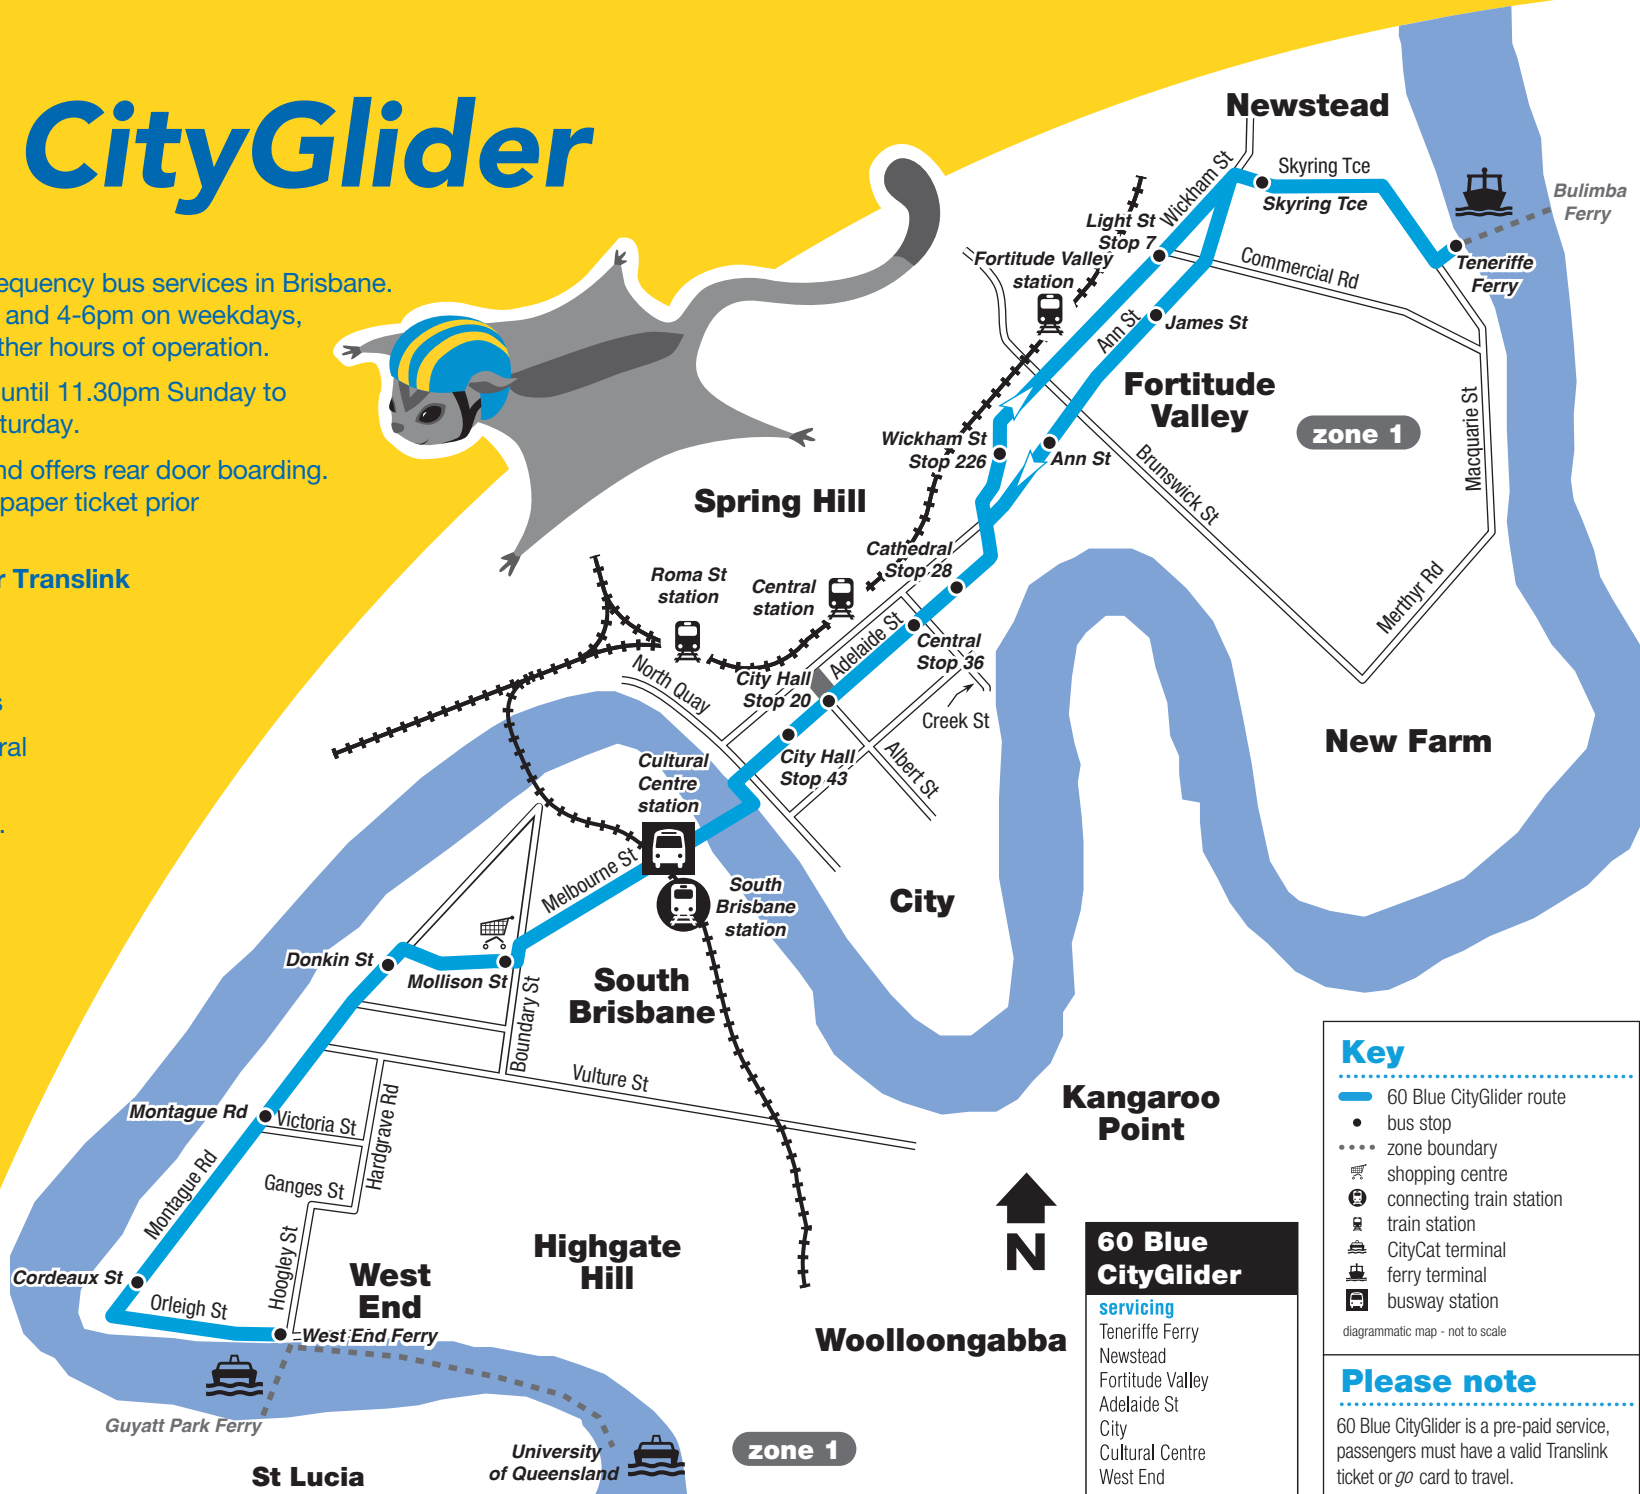 CityGlider
equency bus services in Brisbane.
and 4-6pm on weekdays,
ther hours of operation.
until 11.30pm Sunday to
turday.
nd offers rear door boarding.
paper ticket prior
r Translink
s
ral
.
Newstead
Wickham St
Skyring Tce
Skyring Tce
Bulimba
Ferry
Light St
Stop 7
Fortitude Valley
station
Commercial Rd
Teneriffe
Ferry
Ann St
James St
Fortitude
Valley
zone 1
Macquarie St
Wickham St
Stop 226
Ann St
Brunswick St
Spring Hill
Cathedral
Stop 28
Merthyr Rd
Roma St
station
Central
station
Adelaide St
Central
Stop 36
North Quay
City Hall
Stop 20
Creek St
New Farm
City Hall
Stop 43
Albert St
Cultural
Centre
station
Melbourne St
South
Brisbane
station
City
Donkin St
Mollison St
South
Brisbane
Boundary St
Vulture St
Kangaroo
Point
Montague Rd
Victoria St
Hardgrave Rd
Montague Rd
Ganges St
Hoogley St
Highgate
Hill
West
End
Cordeaux St
Orleigh St
West End Ferry
Woolloongabba
Guyatt Park Ferry
University
of Queensland
St Lucia
zone 1
N
60 Blue
CityGlider
servicing
Teneriffe Ferry
Newstead
Fortitude Valley
Adelaide St
City
Cultural Centre
West End
Key
60 Blue CityGlider route
bus stop
zone boundary
shopping centre
connecting train station
train station
CityCat terminal
ferry terminal
busway station
diagrammatic map - not to scale
Please note
60 Blue CityGlider is a pre-paid service,
passengers must have a valid Translink
ticket or go card to travel.